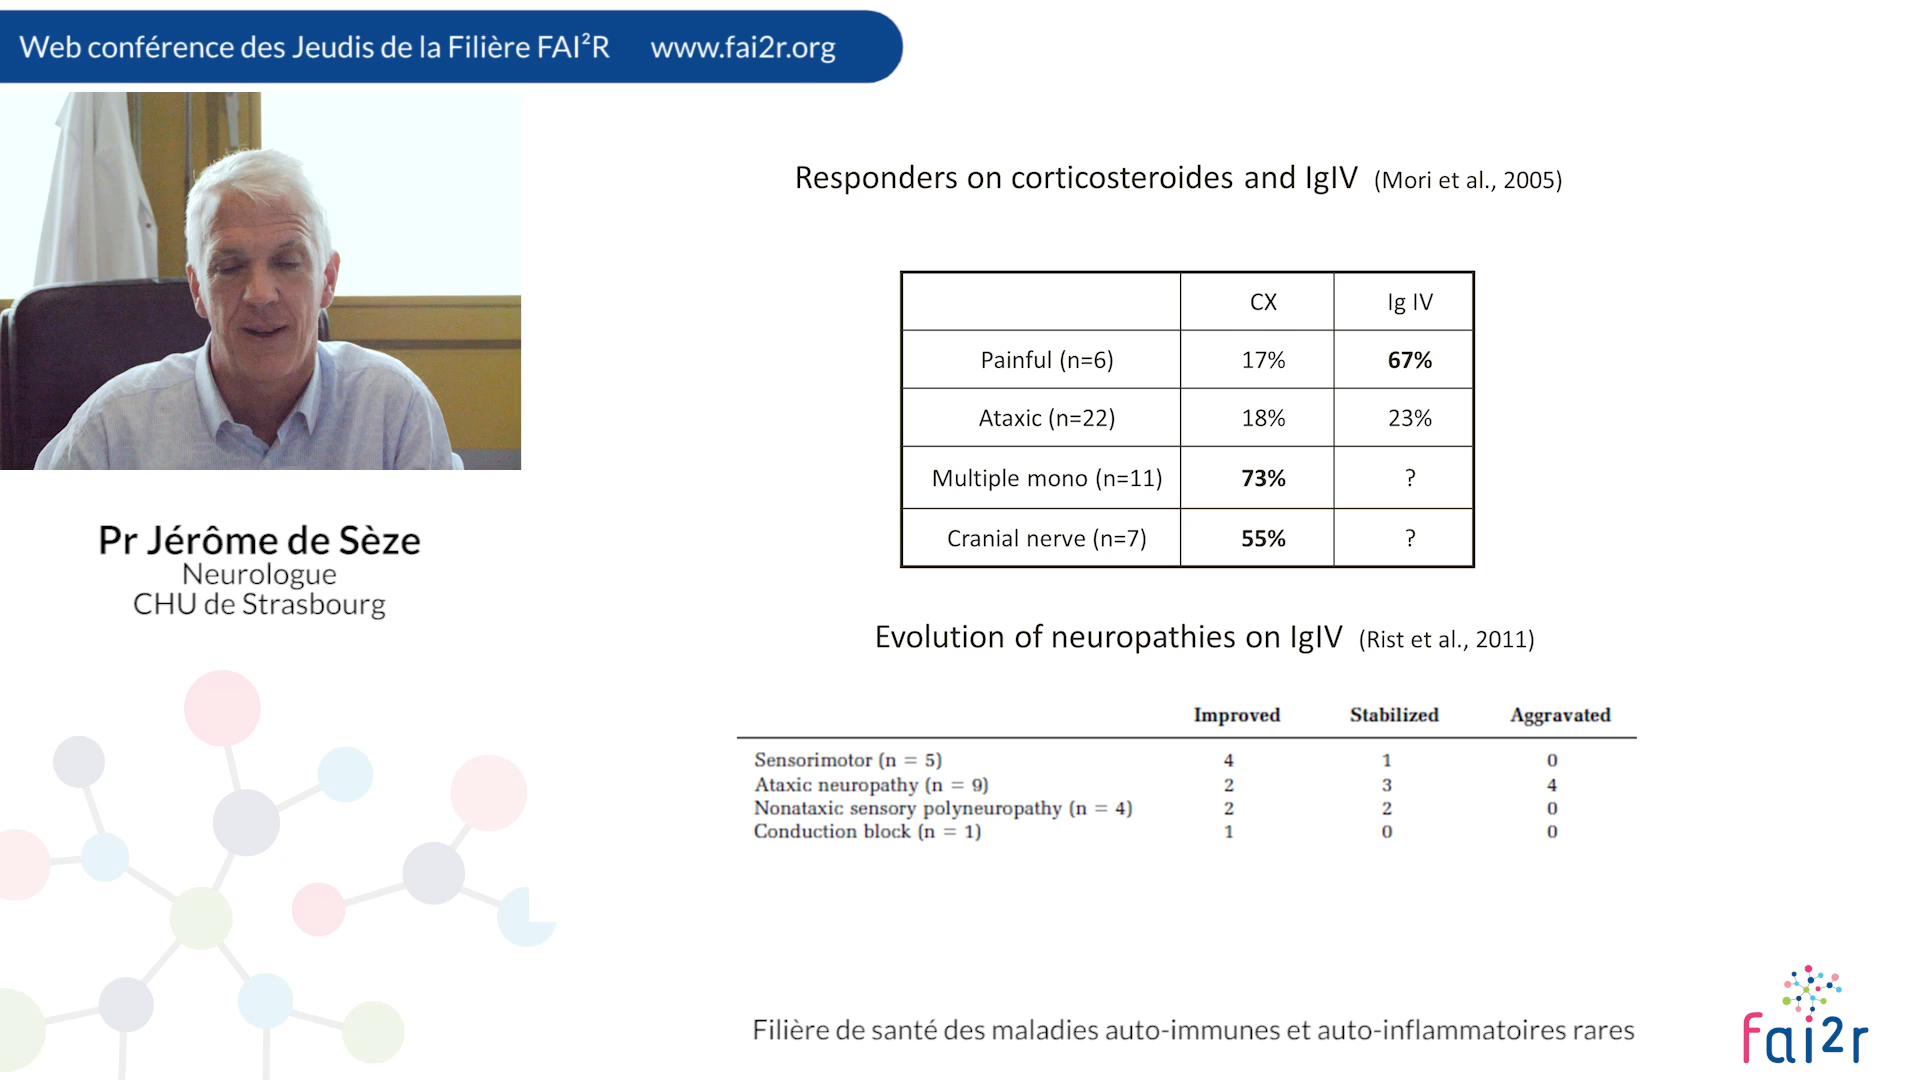 Web conférence des Jeudis de la Filière FAI²R www.fai2r.org
Pr Jérôme de Sèze
Neurologue
CHU de Strasbourg
Responders on corticosteroides and IgIV (Mori et al., 2005)
CX Ig IV
Painful (n=6) 17% 67%
Ataxic (n=22) 18% 23%
Multiple mono (n=11) 73% ?
Cranial nerve (n=7) 55% ?
Evolution of neuropathies on IgIV (Rist et al., 2011)
Improved Stabilized Aggravated
Sensorimotor (n = 5) 4 1 0
Ataxic neuropathy (n = 9) 2 3 4
Nonataxic sensory polyneuropathy (n = 4) 2 2 0
Conduction block (n = 1) 1 0 0
Filière de santé des maladies auto-immunes et auto-inflammatoires rares
fai2r